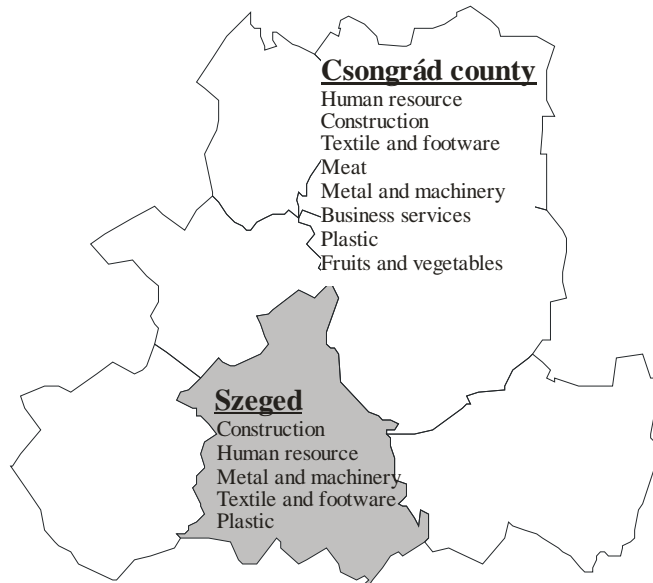 Csongrád county
Human resource
Construction
Textile and footware
Meat
Metal and machinery
Business services
Plastic
Fruits and vegetables
Szeged
Construction
Human resource
Metal and machinery
Textile and footware
Plastic